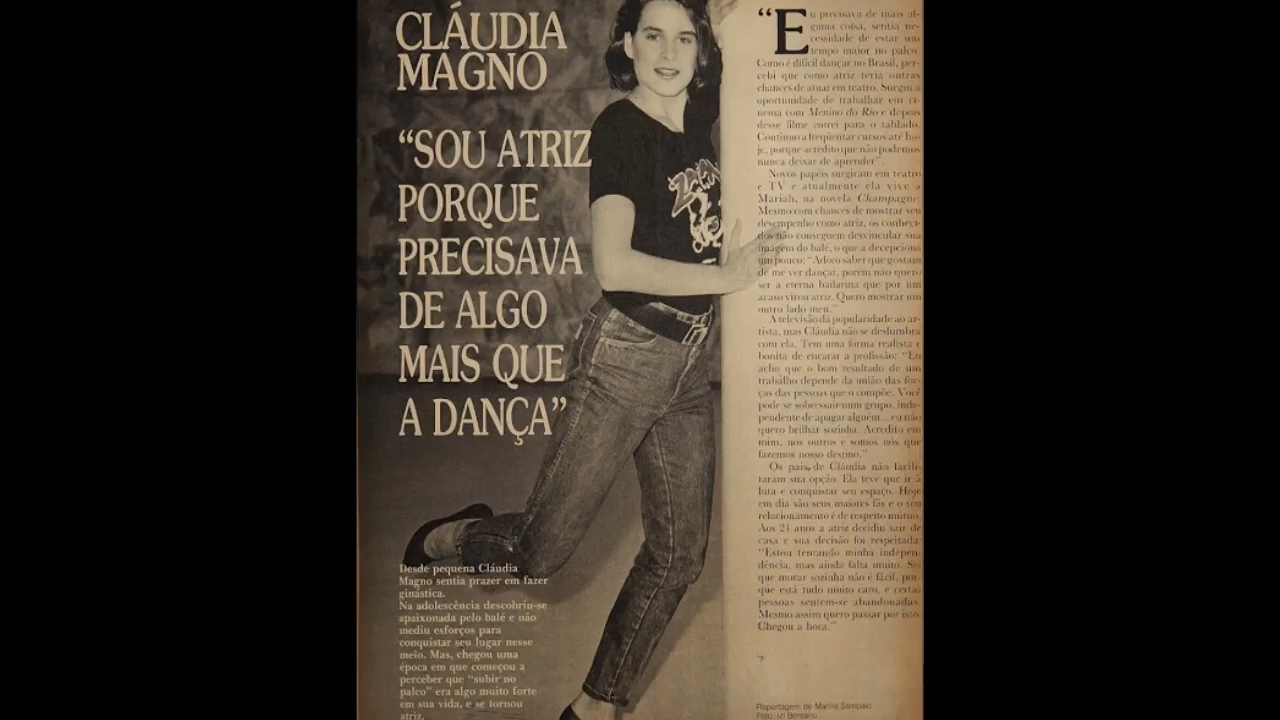 CLÁUDIA
MAGNO
“SOU ATRIZ
PORQUE
PRECISAVA
DE ALGO
MAIS QUE
A DANÇA”
Desde pequena Cláudia
Magno sentia prazer em fazer
ginástica.
Na adolescência descobriu-se
apaixonada pelo balé e não
mediu esforços para
conquistar seu lugar nesse
meio. Mas, chegou uma
época em que começou a
perceber que “subir no
palco” era algo muito forte
em sua vida, e se tornou
atriz.
“Eu precisava de mais al-
guma coisa, sentia ne-
cessidade de estar um
tempo maior no palco.
Como é difícil dançar no Brasil, per-
cebi que como atriz teria outras
chances de atuar em teatro. Surgiu a
oportunidade de trabalhar em ci-
nema com Menino do Rio e depois
desse filme corri para o tablado.
Continuo a freqüentar cursos até ho-
je, porque acredito que não podemos
nunca deixar de aprender”.
Novos papéis surgiram em teatro
e TV e atualmente ela vive a
Mariah, na novela Champagne.
Mesmo com chances de mostrar seu
desempenho como atriz, os conheci-
dos não conseguem desvincular sua
imagem do balé, o que a decepciona
um pouco: “Adoro saber que gostam
de me ver dançar, porém não quero
ser a eterna bailarina que por um
acaso virou atriz. Quero mostrar um
outro lado meu.”
A televisão dá popularidade ao ar-
tista, mas Cláudia não se deslumbra
com ela. Tem uma forma realista e
bonita de encarar a profissão: “Eu
acho que o bom resultado de um
trabalho depende da união das for-
ças das pessoas que o compõe. Você
pode se sobressair num grupo, inde-
pendente de apagar alguém... eu não
quero brilhar sozinha. Acredito em
mim, nos outros e somos nós que
fazemos nosso destino.”
Os pais de Cláudia não facili-
taram sua opção. Ela teve que ir à
luta e conquistar seu espaço. Hoje
em dia são seus maiores fãs e o seu
relacionamento é de respeito mútuo.
Aos 24 anos a atriz decidiu sair de
casa e sua decisão foi respeitada:
“Estou tentando minha indepen-
dência, mas ainda falta muito. Sei
que morar sozinha não é fácil, por-
que está tudo muito caro, e certas
pessoas sentem-se abandonadas.
Mesmo assim quero passar por isto.
Chegou a hora.”
Reportagem de Marilia Sampaio
Foto: Izi Bereanu